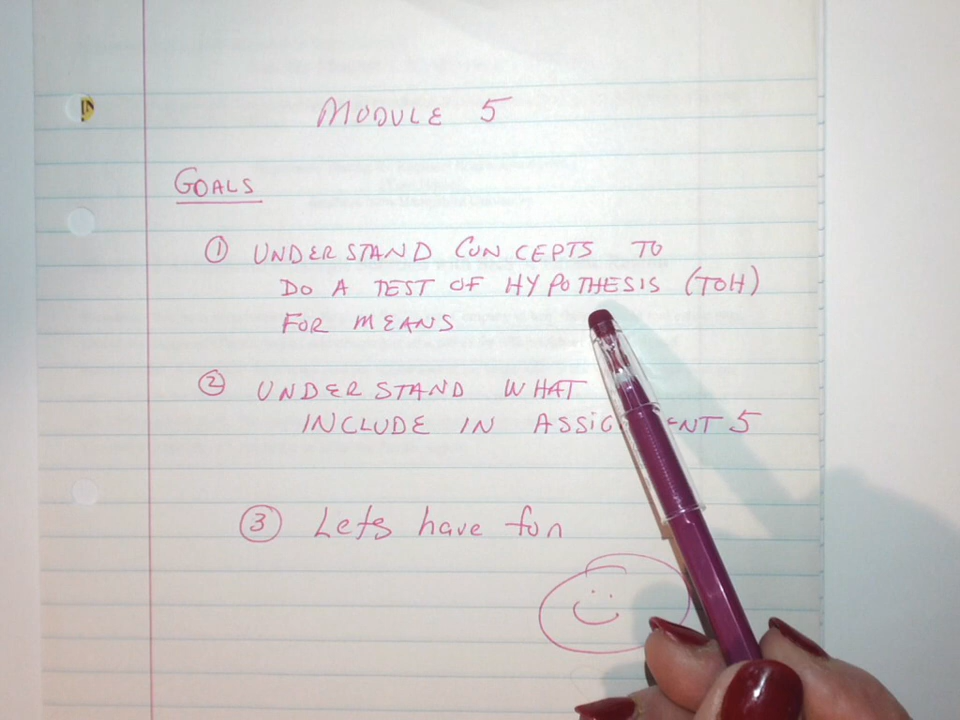 MODULE 5
GOALS
① UNDERSTAND CONCEPTS TO
DO A TEST OF HYPOTHESIS (TOH)
FOR MEANS
② UNDERSTAND WHAT
INCLUDE IN 5
③ Lets have fun